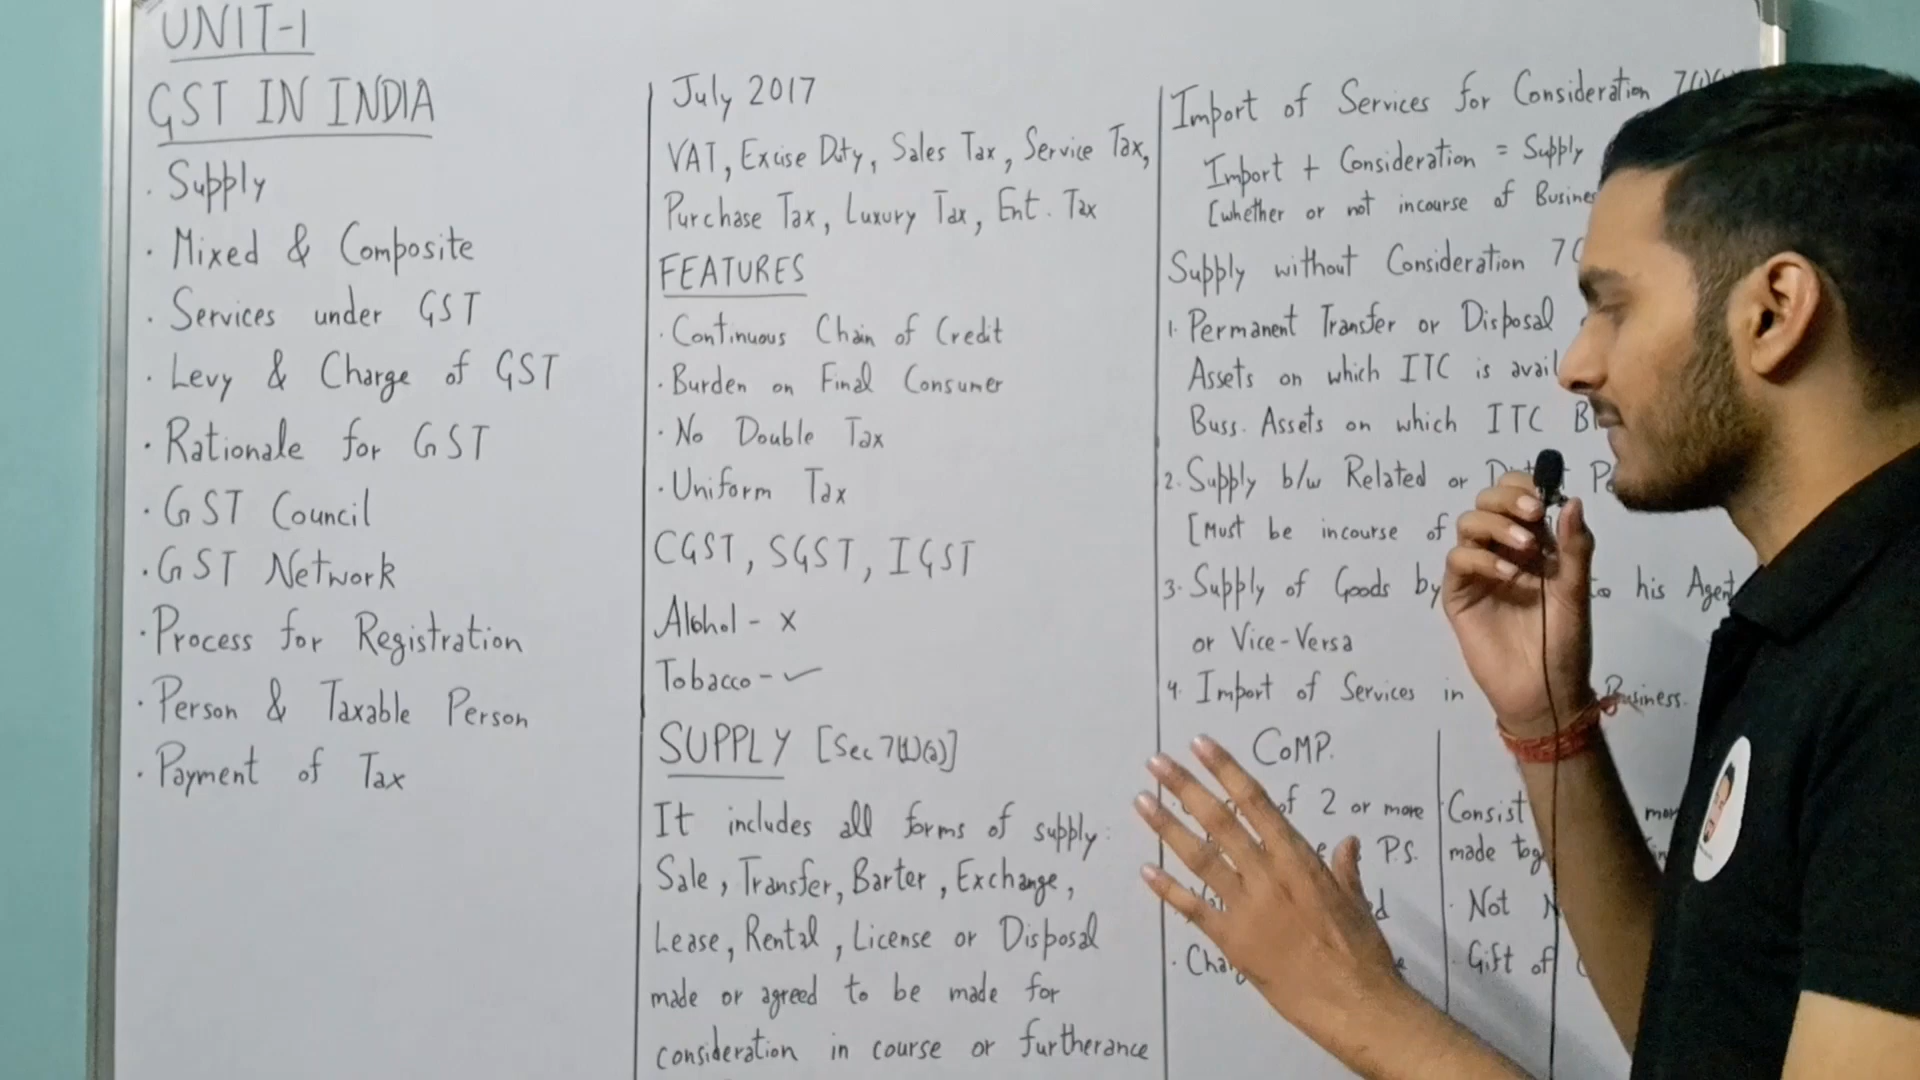 UNIT-1
GST IN INDIA
· Supply
· Mixed & Composite
· Services under GST
· Levy & Charge of GST
· Rationale for GST
· GST Council
· GST Network
· Process for Registration
· Person & Taxable Person
· Payment of Tax
July 2017
VAT, Excise Duty, Sales Tax, Service Tax,
Purchase Tax, Luxury Tax, Ent. Tax
FEATURES
· Continuous Chain of Credit
· Burden on Final Consumer
· No Double Tax
· Uniform Tax
CGST, SGST, IGST
Alohol - x
Tobacco - ✓
SUPPLY [Sec 7(1)(a)]
It includes all forms of supply:
Sale, Transfer, Barter, Exchange,
Lease, Rental, License or Disposal
made or agreed to be made for
consideration in course or furtherance
Import of Services for Consideration
Import + Consideration = Supply
[whether or not incourse of
Supply without Consideration
1. Permanent Transfer or Disposal
Assets on which ITC is
Buss. Assets on which ITC
2. Supply b/w Related or
[Must be incourse of
3. Supply of Goods by to his Agent
or Vice-Versa
4. Import of Services in Business.
COMP.
of 2 or more
P.S.
Consist
made
· Not
· Gift of